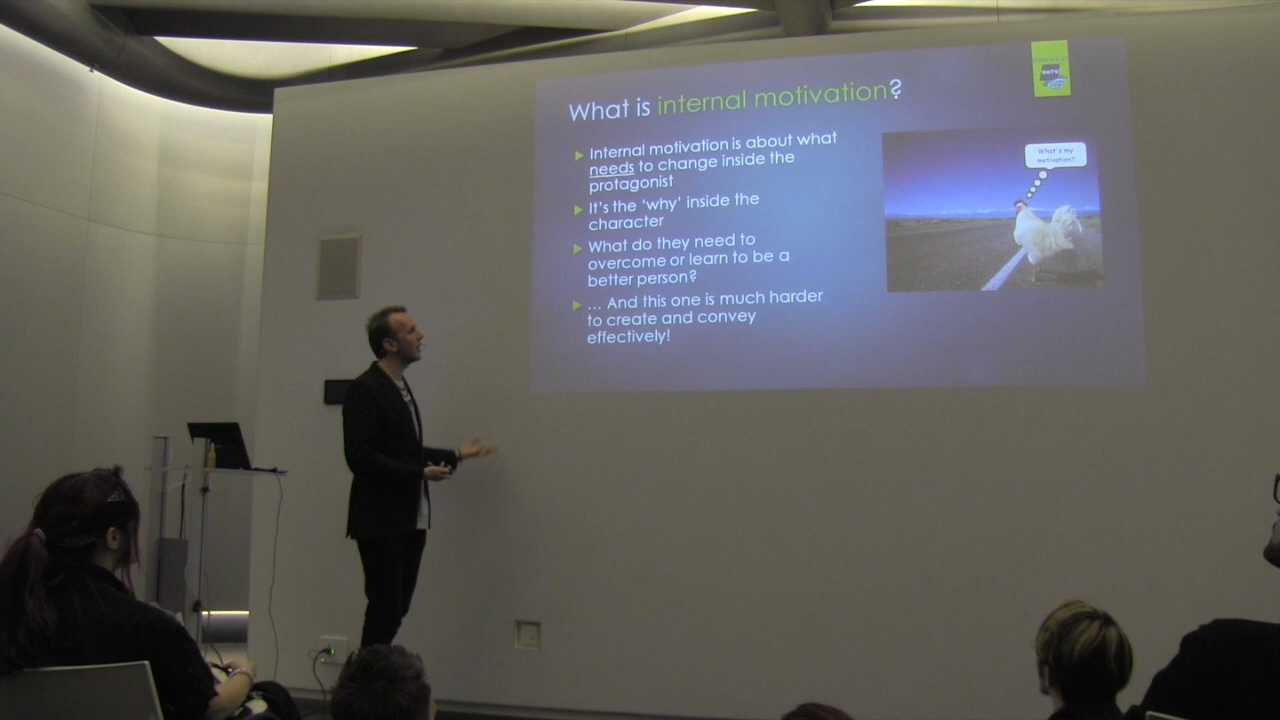 What is internal motivation?
Internal motivation is about what
needs to change inside the
protagonist
It's the 'why' inside the
character
What do they need to
overcome or learn to be a
better person?
... And this one is much harder
to create and convey
effectively!
What's my
motivation?